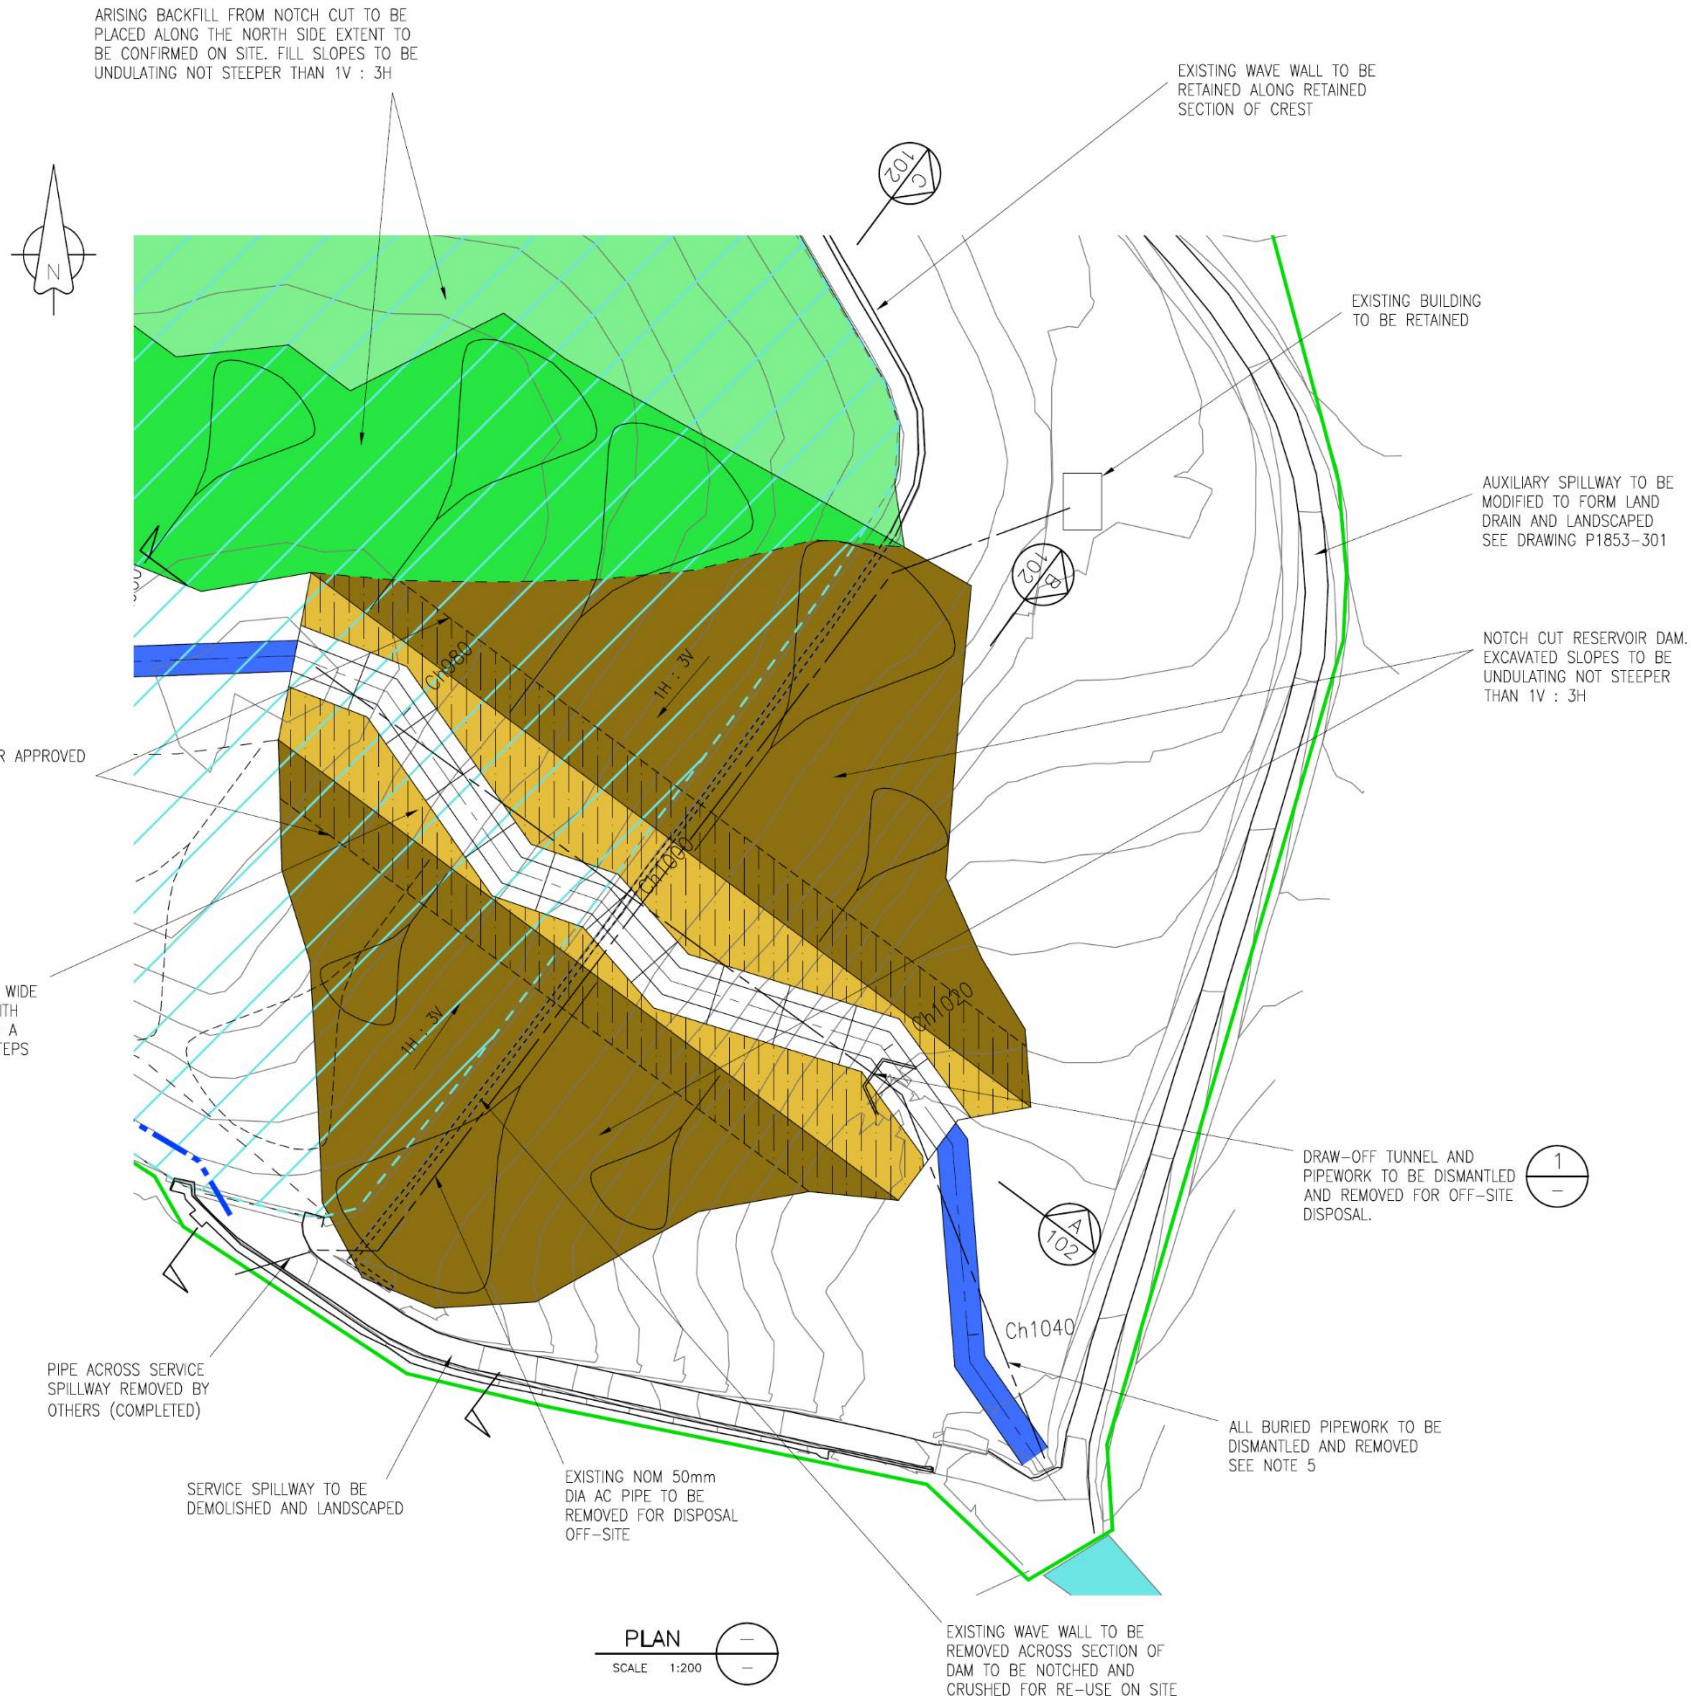 ARISING BACKFILL FROM NOTCH CUT TO BE
PLACED ALONG THE NORTH SIDE EXTENT TO
BE CONFIRMED ON SITE. FILL SLOPES TO BE
UNDULATING NOT STEEPER THAN 1V : 3H
EXISTING WAVE WALL TO BE
RETAINED ALONG RETAINED
SECTION OF CREST
C
102
N
EXISTING BUILDING
TO BE RETAINED
AUXILIARY SPILLWAY TO BE
MODIFIED TO FORM LAND
DRAIN AND LANDSCAPED
SEE DRAWING P1853-301
B
102
NOTCH CUT RESERVOIR DAM.
EXCAVATED SLOPES TO BE
UNDULATING NOT STEEPER
THAN 1V : 3H
Ch980
1H : 3V
R APPROVED
Ch1000
WIDE
ITH
A
TEPS
Ch1020
1H : 3V
DRAW-OFF TUNNEL AND
PIPEWORK TO BE DISMANTLED
AND REMOVED FOR OFF-SITE
DISPOSAL.
1
-
A
102
Ch1040
PIPE ACROSS SERVICE
SPILLWAY REMOVED BY
OTHERS (COMPLETED)
ALL BURIED PIPEWORK TO BE
DISMANTLED AND REMOVED
SEE NOTE 5
SERVICE SPILLWAY TO BE
DEMOLISHED AND LANDSCAPED
EXISTING NOM 50mm
DIA AC PIPE TO BE
REMOVED FOR DISPOSAL
OFF-SITE
EXISTING WAVE WALL TO BE
REMOVED ACROSS SECTION OF
DAM TO BE NOTCHED AND
CRUSHED FOR RE-USE ON SITE
PLAN
SCALE 1:200
-
-